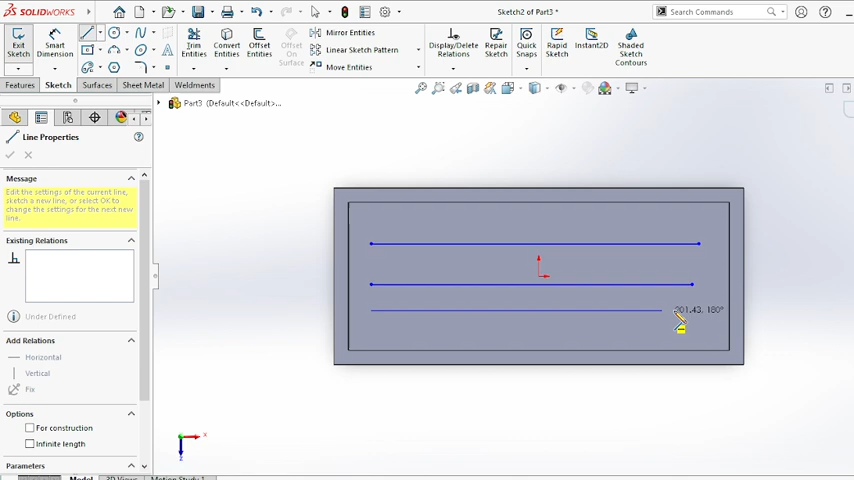 SOLIDWORKS
Sketch2 of Part3 *
Search Commands
Exit Sketch
Smart Dimension
Trim Entities
Convert Entities
Offset Entities
Offset On Surface
Mirror Entities
Linear Sketch Pattern
Move Entities
Display/Delete Relations
Repair Sketch
Quick Snaps
Rapid Sketch
Instant2D
Shaded Sketch Contours
Features
Sketch
Surfaces
Sheet Metal
Weldments
Part3 (Default<<Default>...
Line Properties
Message
Edit the settings of the current line,
sketch a new line, or select OK to
change the settings for the next new
line.
Existing Relations
Under Defined
Add Relations
Horizontal
Vertical
Fix
Options
For construction
Infinite length
Parameters
301.43, 180°
x
z
Model
3D Views
Motion Study 1